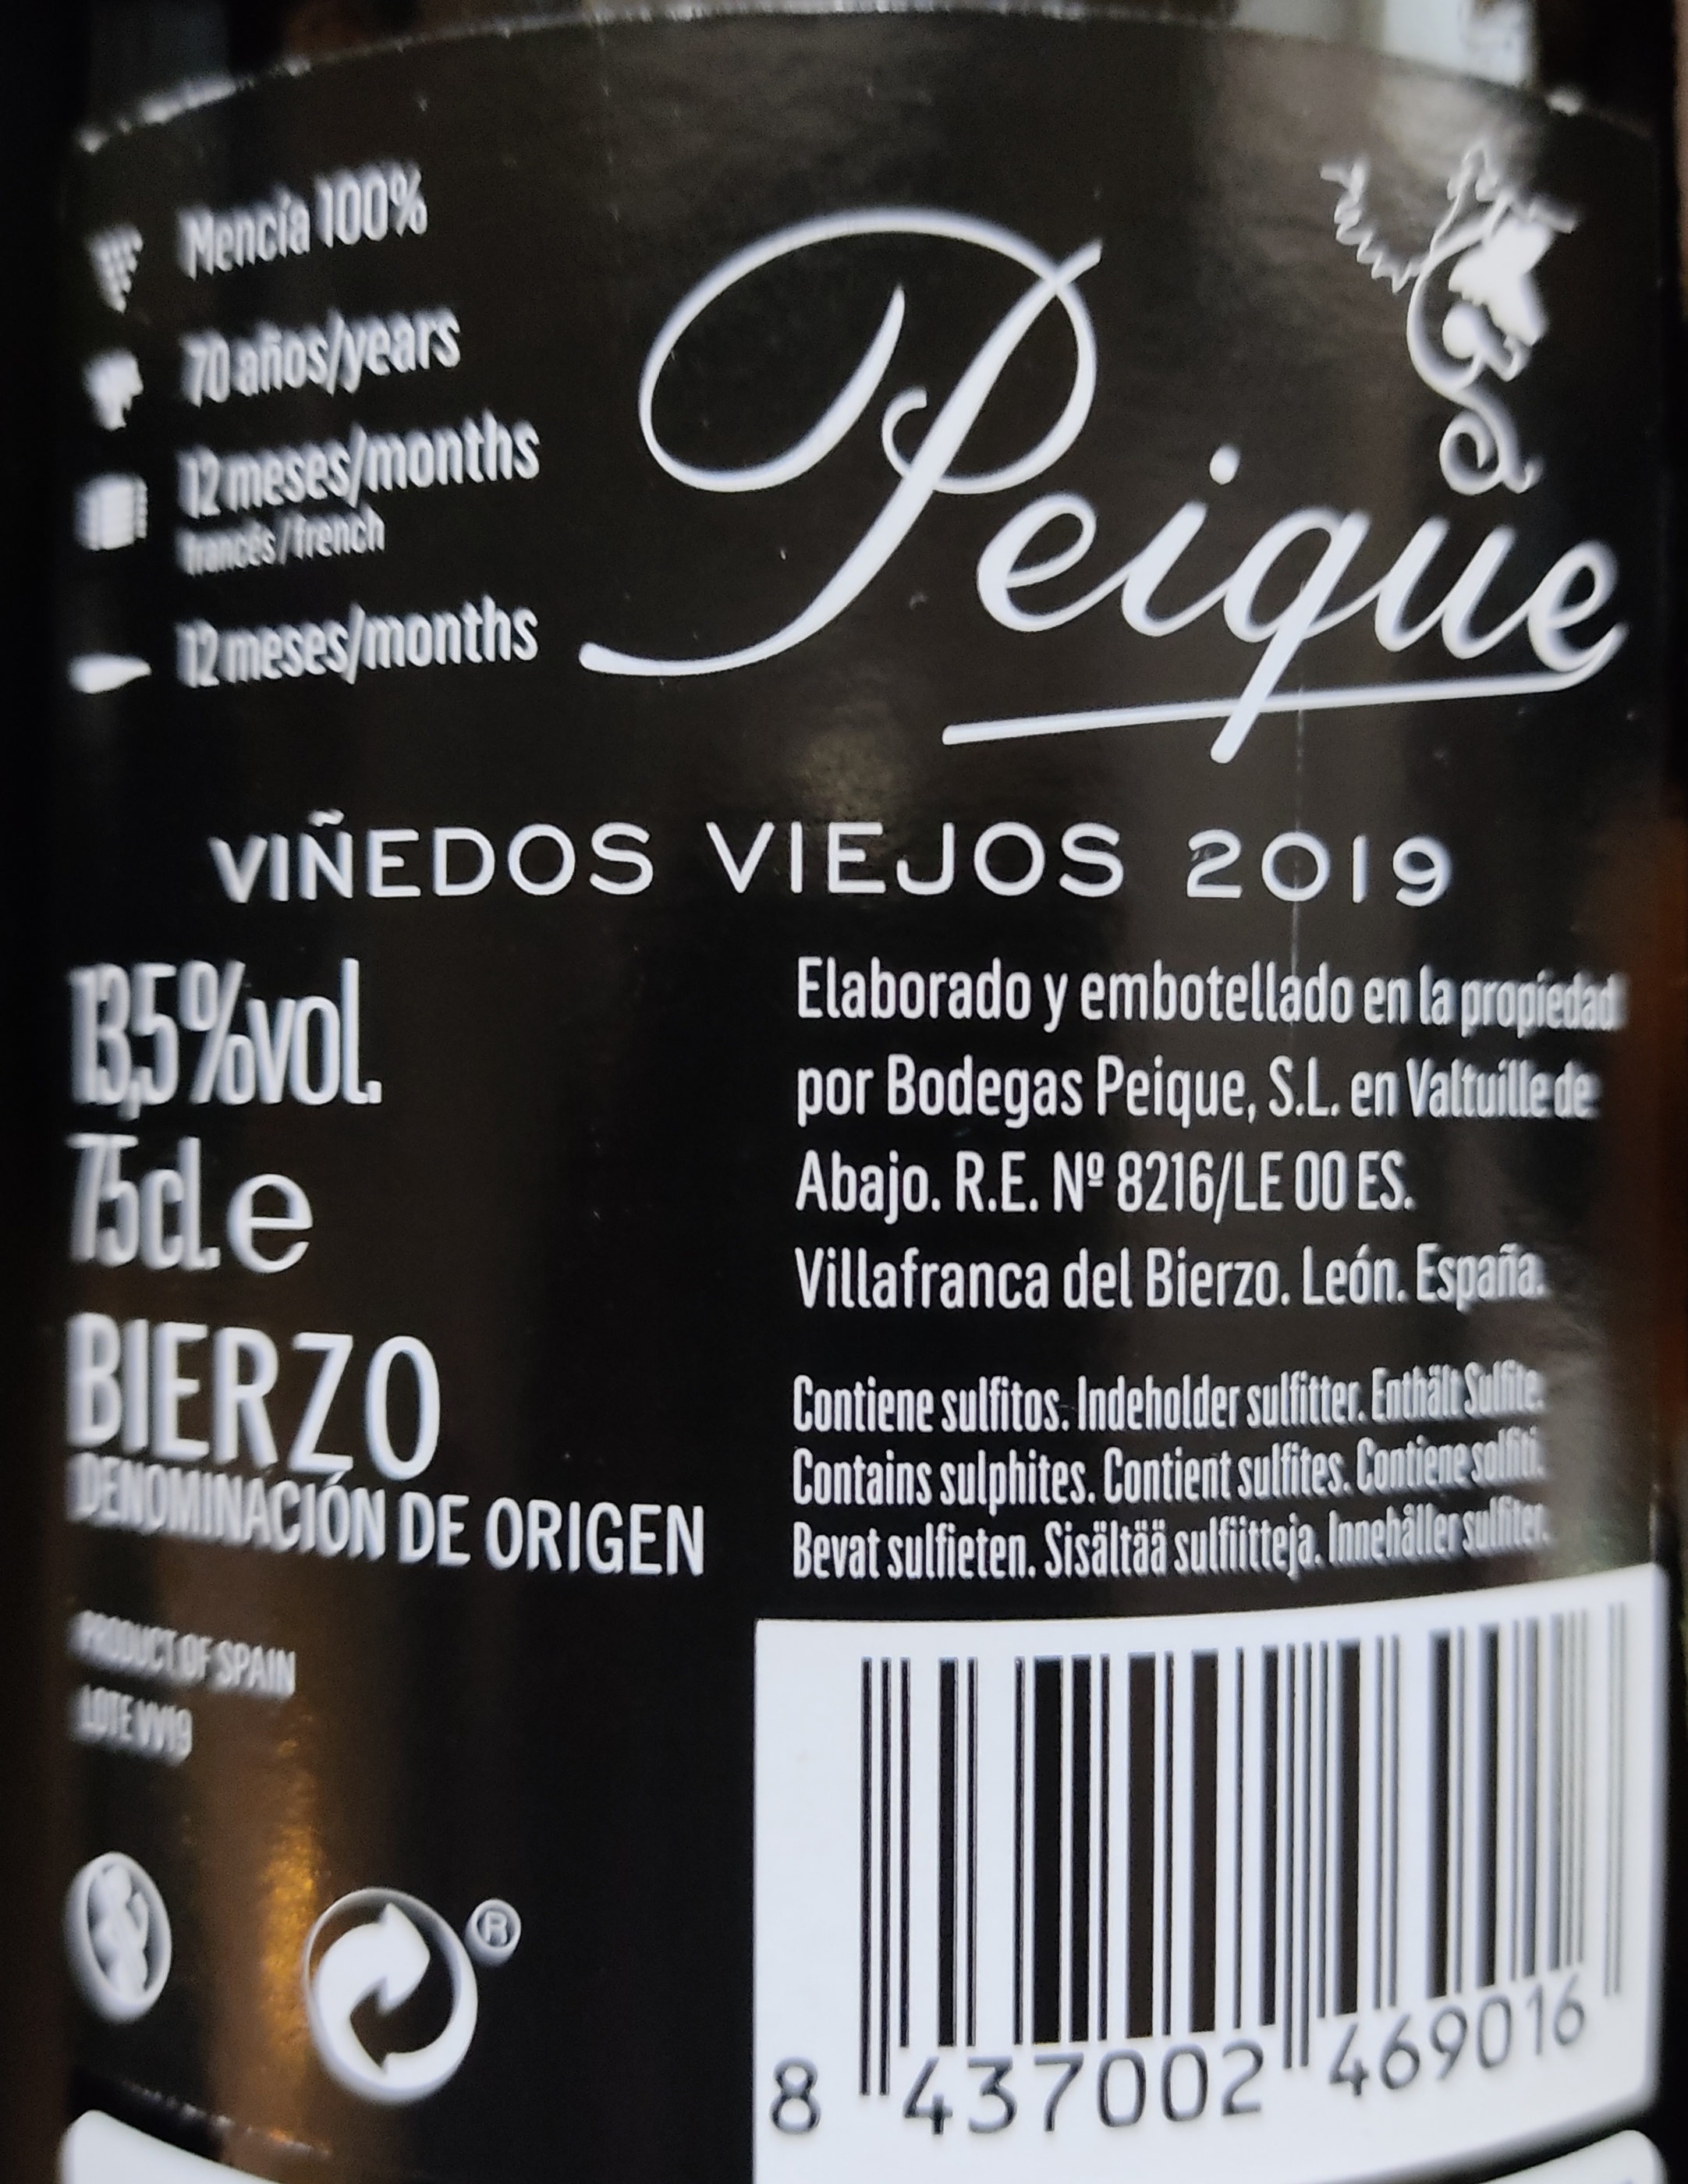 Mencía 100%
70 años/years
12 meses/months
francés/french
12 meses/months
Peique
VIÑEDOS VIEJOS 2019
13,5%vol.
75cl. e
BIERZO
DENOMINACIÓN DE ORIGEN
PRODUCT OF SPAIN
LOTE VV19
®
Elaborado y embotellado en la propiedad
por Bodegas Peique, S.L. en Valtuille de
Abajo. R.E. Nº 8216/LE 00 ES.
Villafranca del Bierzo. León. España.
Contiene sulfitos. Indeholder sulfitter. Enthält Sulfite.
Contains sulphites. Contient sulfites. Contiene solfiti.
Bevat sulfieten. Sisältää sulfiitteja. Innehåller sulfiter.
8 437002 469016